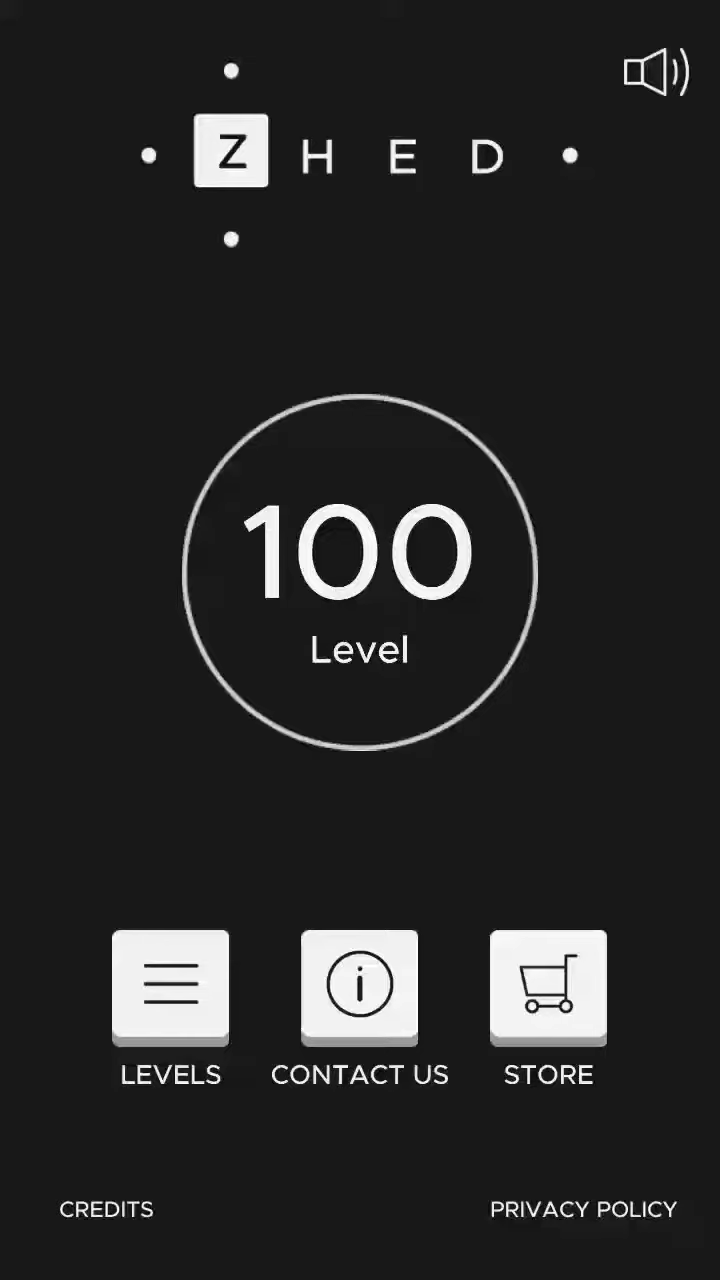 Z H E D
100
Level
LEVELS CONTACT US STORE
CREDITS PRIVACY POLICY